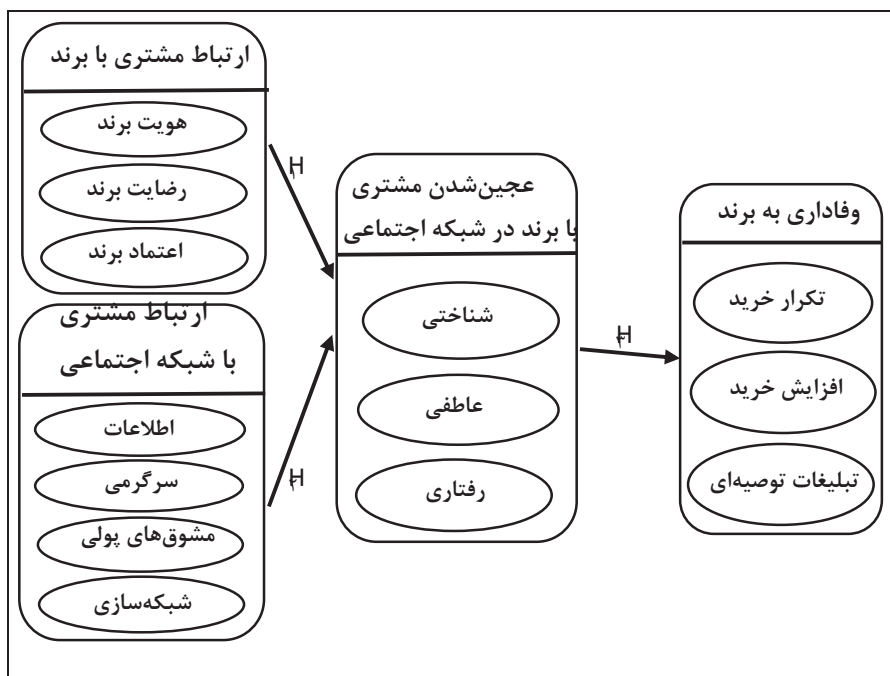 ارتباط مشتری با برند
هویت برند
رضایت برند
اعتماد برند
ارتباط مشتری
با شبکه اجتماعی
اطلاعات
سرگرمی
مشوق‌های پولی
شبکه‌سازی
H
H
عجین‌شدن مشتری
با برند در شبکه اجتماعی
شناختی
عاطفی
رفتاری
H
وفاداری به برند
تکرار خرید
افزایش خرید
تبلیغات توصیه‌ای